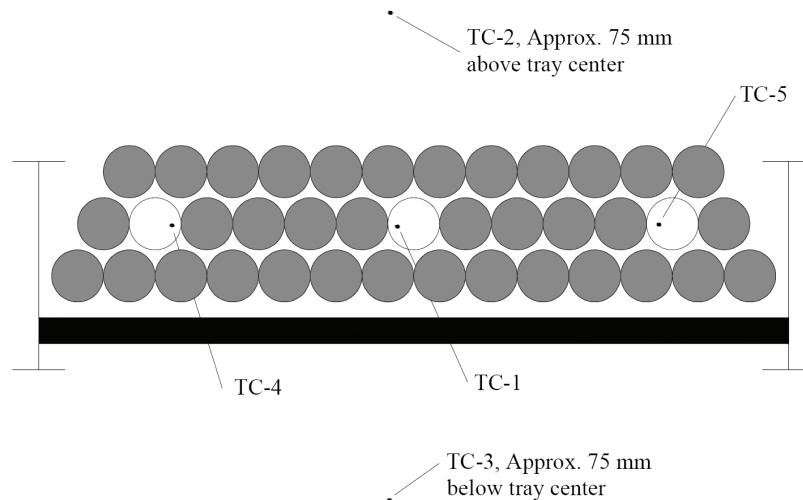 TC-2, Approx. 75 mm
above tray center
TC-5
TC-4
TC-1
TC-3, Approx. 75 mm
below tray center